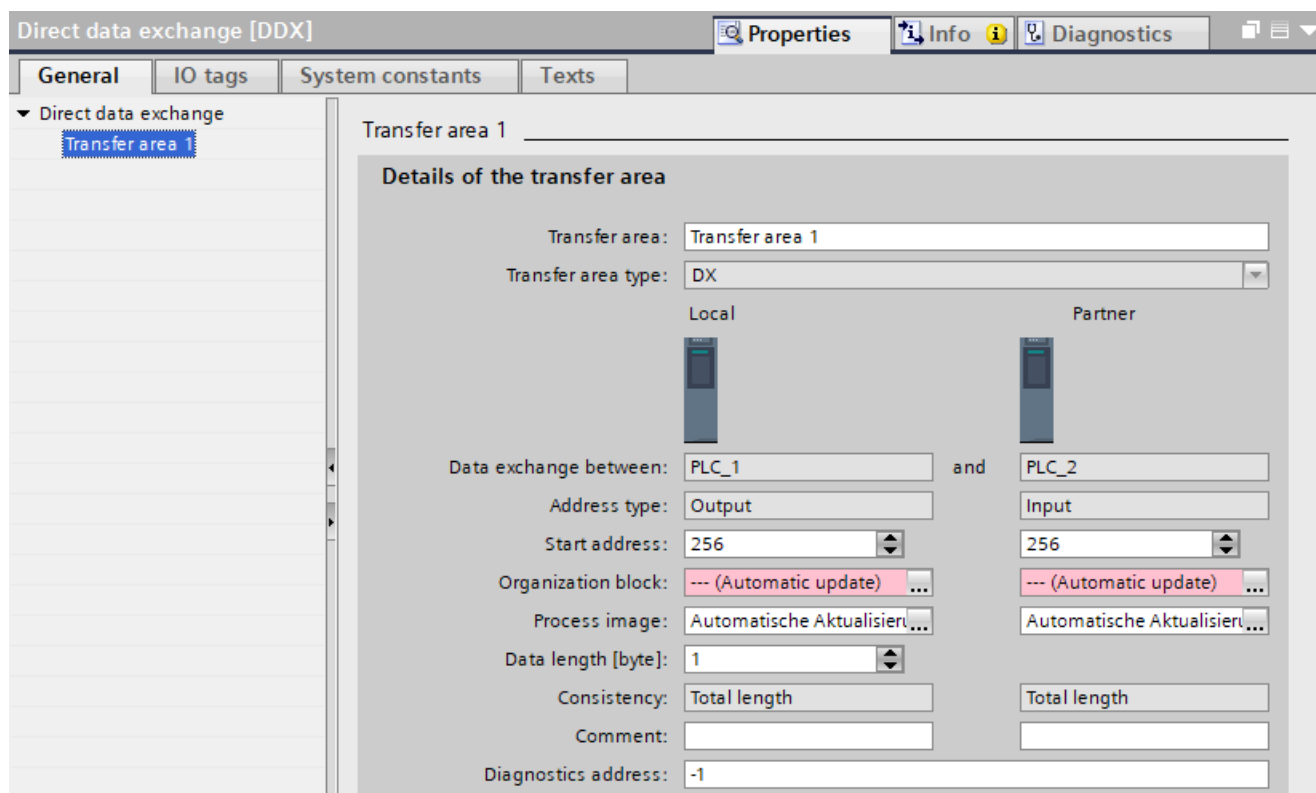 Direct data exchange [DDX] Properties Info Diagnostics
General IO tags System constants Texts
Direct data exchange
Transfer area 1
Transfer area 1
Details of the transfer area
Transfer area: Transfer area 1
Transfer area type: DX
Local Partner
Data exchange between: PLC_1 and PLC_2
Address type: Output Input
Start address: 256 256
Organization block: --- (Automatic update) ... --- (Automatic update) ...
Process image: Automatische Aktualisieru... Automatische Aktualisieru...
Data length [byte]: 1
Consistency: Total length Total length
Comment:
Diagnostics address: -1